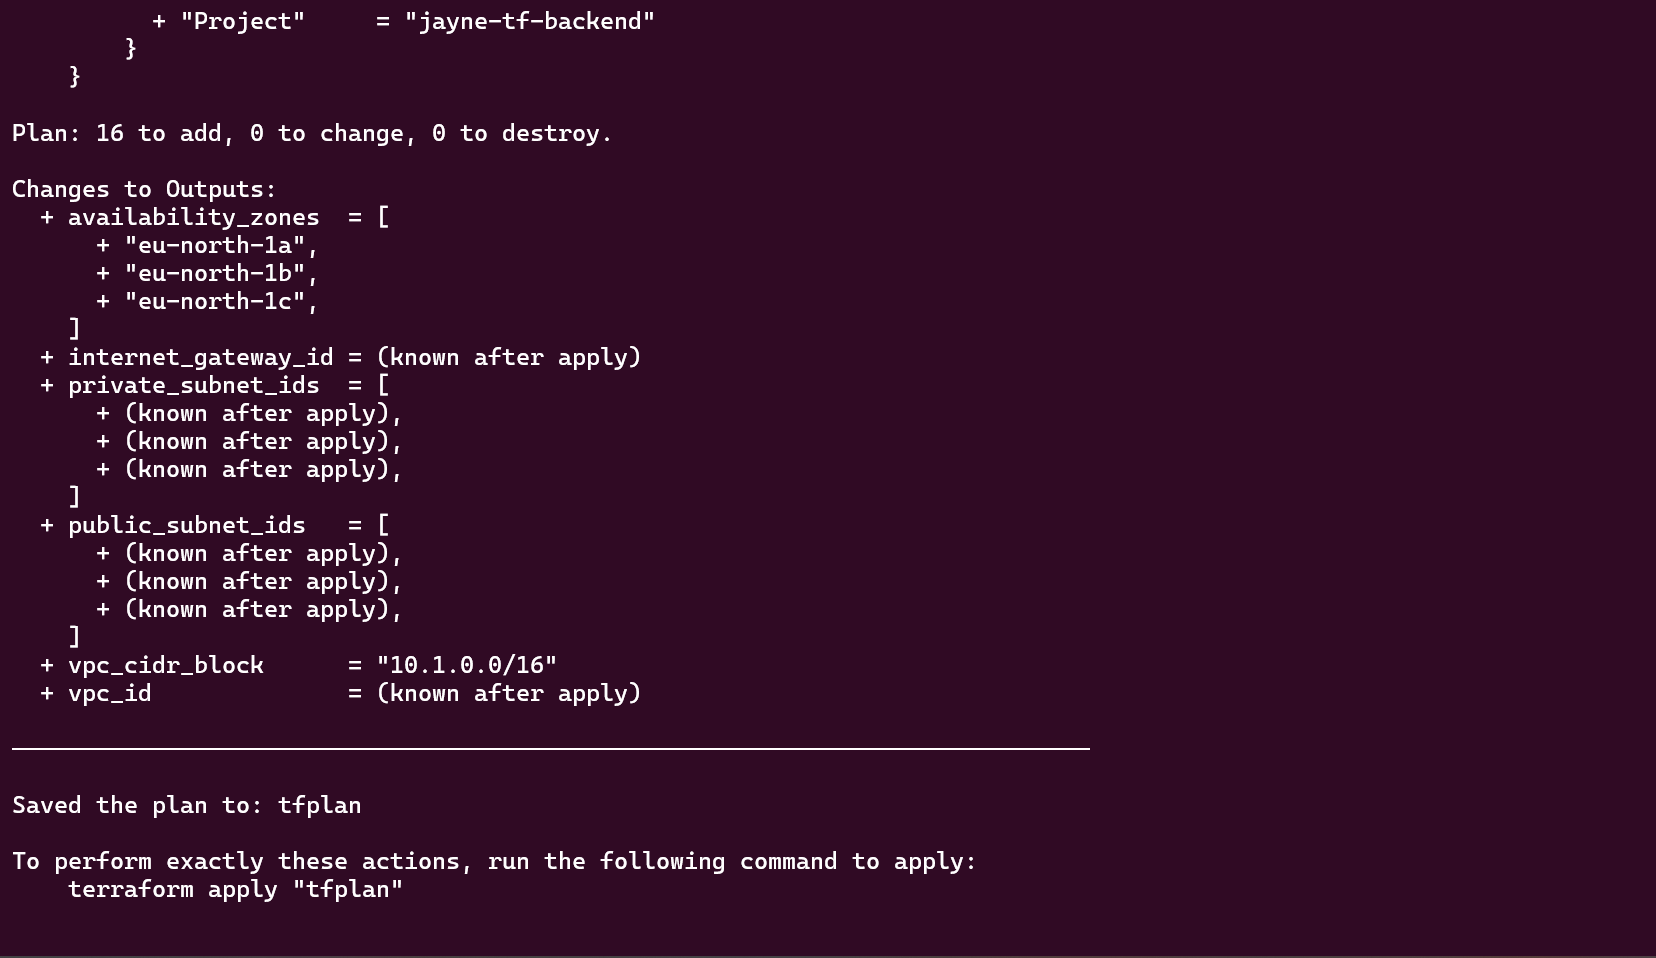 + "Project"     = "jayne-tf-backend"
}
}
Plan: 16 to add, 0 to change, 0 to destroy.
Changes to Outputs:
+ availability_zones  = [
+ "eu-north-1a",
+ "eu-north-1b",
+ "eu-north-1c",
]
+ internet_gateway_id = (known after apply)
+ private_subnet_ids  = [
+ (known after apply),
+ (known after apply),
+ (known after apply),
]
+ public_subnet_ids   = [
+ (known after apply),
+ (known after apply),
+ (known after apply),
]
+ vpc_cidr_block      = "10.1.0.0/16"
+ vpc_id              = (known after apply)
Saved the plan to: tfplan
To perform exactly these actions, run the following command to apply:
terraform apply "tfplan"